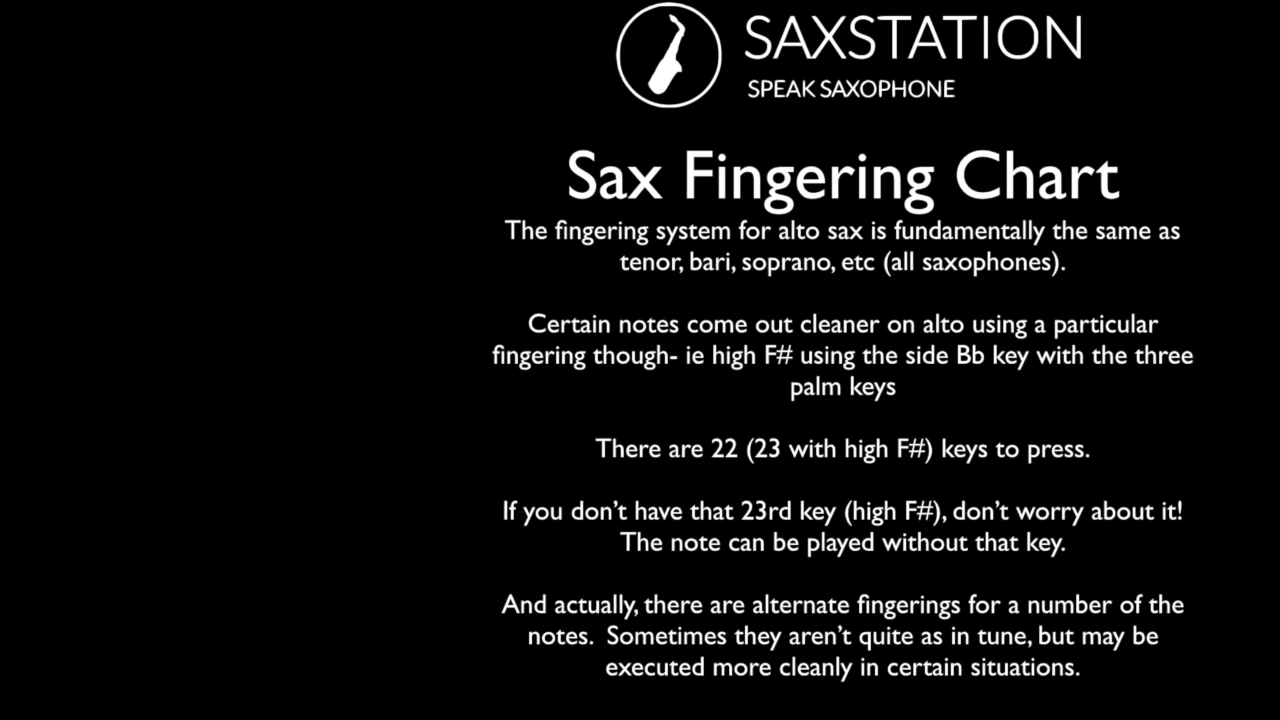 SAXSTATION
SPEAK SAXOPHONE
Sax Fingering Chart
The fingering system for alto sax is fundamentally the same as
tenor, bari, soprano, etc (all saxophones).
Certain notes come out cleaner on alto using a particular
fingering though- ie high F# using the side Bb key with the three
palm keys
There are 22 (23 with high F#) keys to press.
If you don’t have that 23rd key (high F#), don’t worry about it!
The note can be played without that key.
And actually, there are alternate fingerings for a number of the
notes.  Sometimes they aren’t quite as in tune, but may be
executed more cleanly in certain situations.